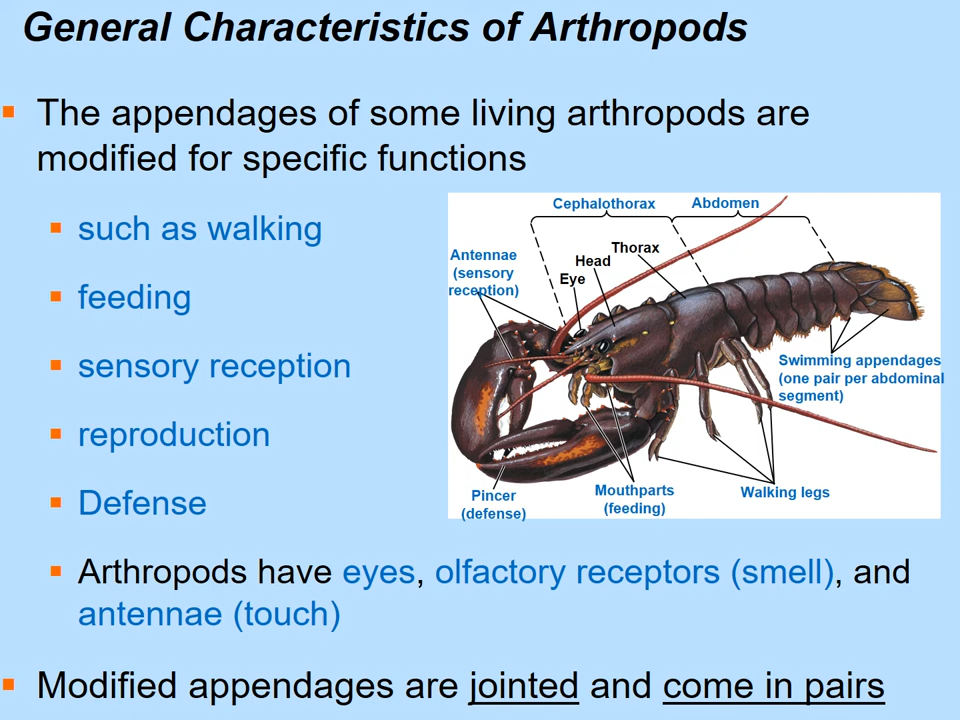 General Characteristics of Arthropods
The appendages of some living arthropods are
modified for specific functions
such as walking
feeding
sensory reception
reproduction
Defense
Cephalothorax
Abdomen
Antennae
(sensory
reception)
Thorax
Head
Eye
Swimming appendages
(one pair per abdominal
segment)
Pincer
(defense)
Mouthparts
(feeding)
Walking legs
Arthropods have eyes, olfactory receptors (smell), and
antennae (touch)
Modified appendages are jointed and come in pairs